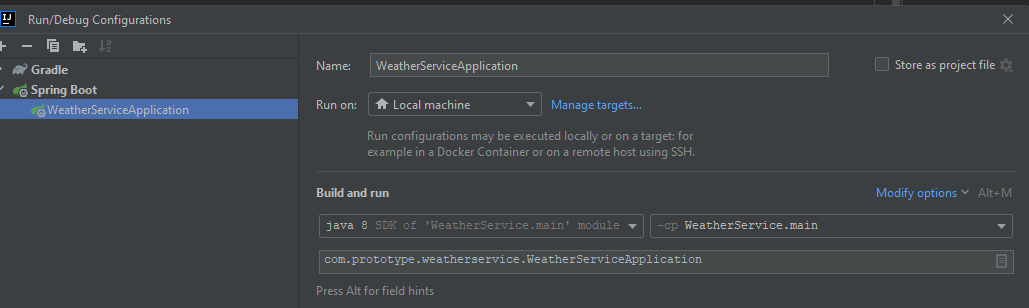 Run/Debug Configurations
Gradle
Spring Boot
WeatherServiceApplication
Name: WeatherServiceApplication Store as project file
Run on: Local machine Manage targets...
Run configurations may be executed locally or on a target: for
example in a Docker Container or on a remote host using SSH.
Build and run Modify options Alt+M
java 8 SDK of 'WeatherService.main' module -cp WeatherService.main
com.prototype.weatherservice.WeatherServiceApplication
Press Alt for field hints